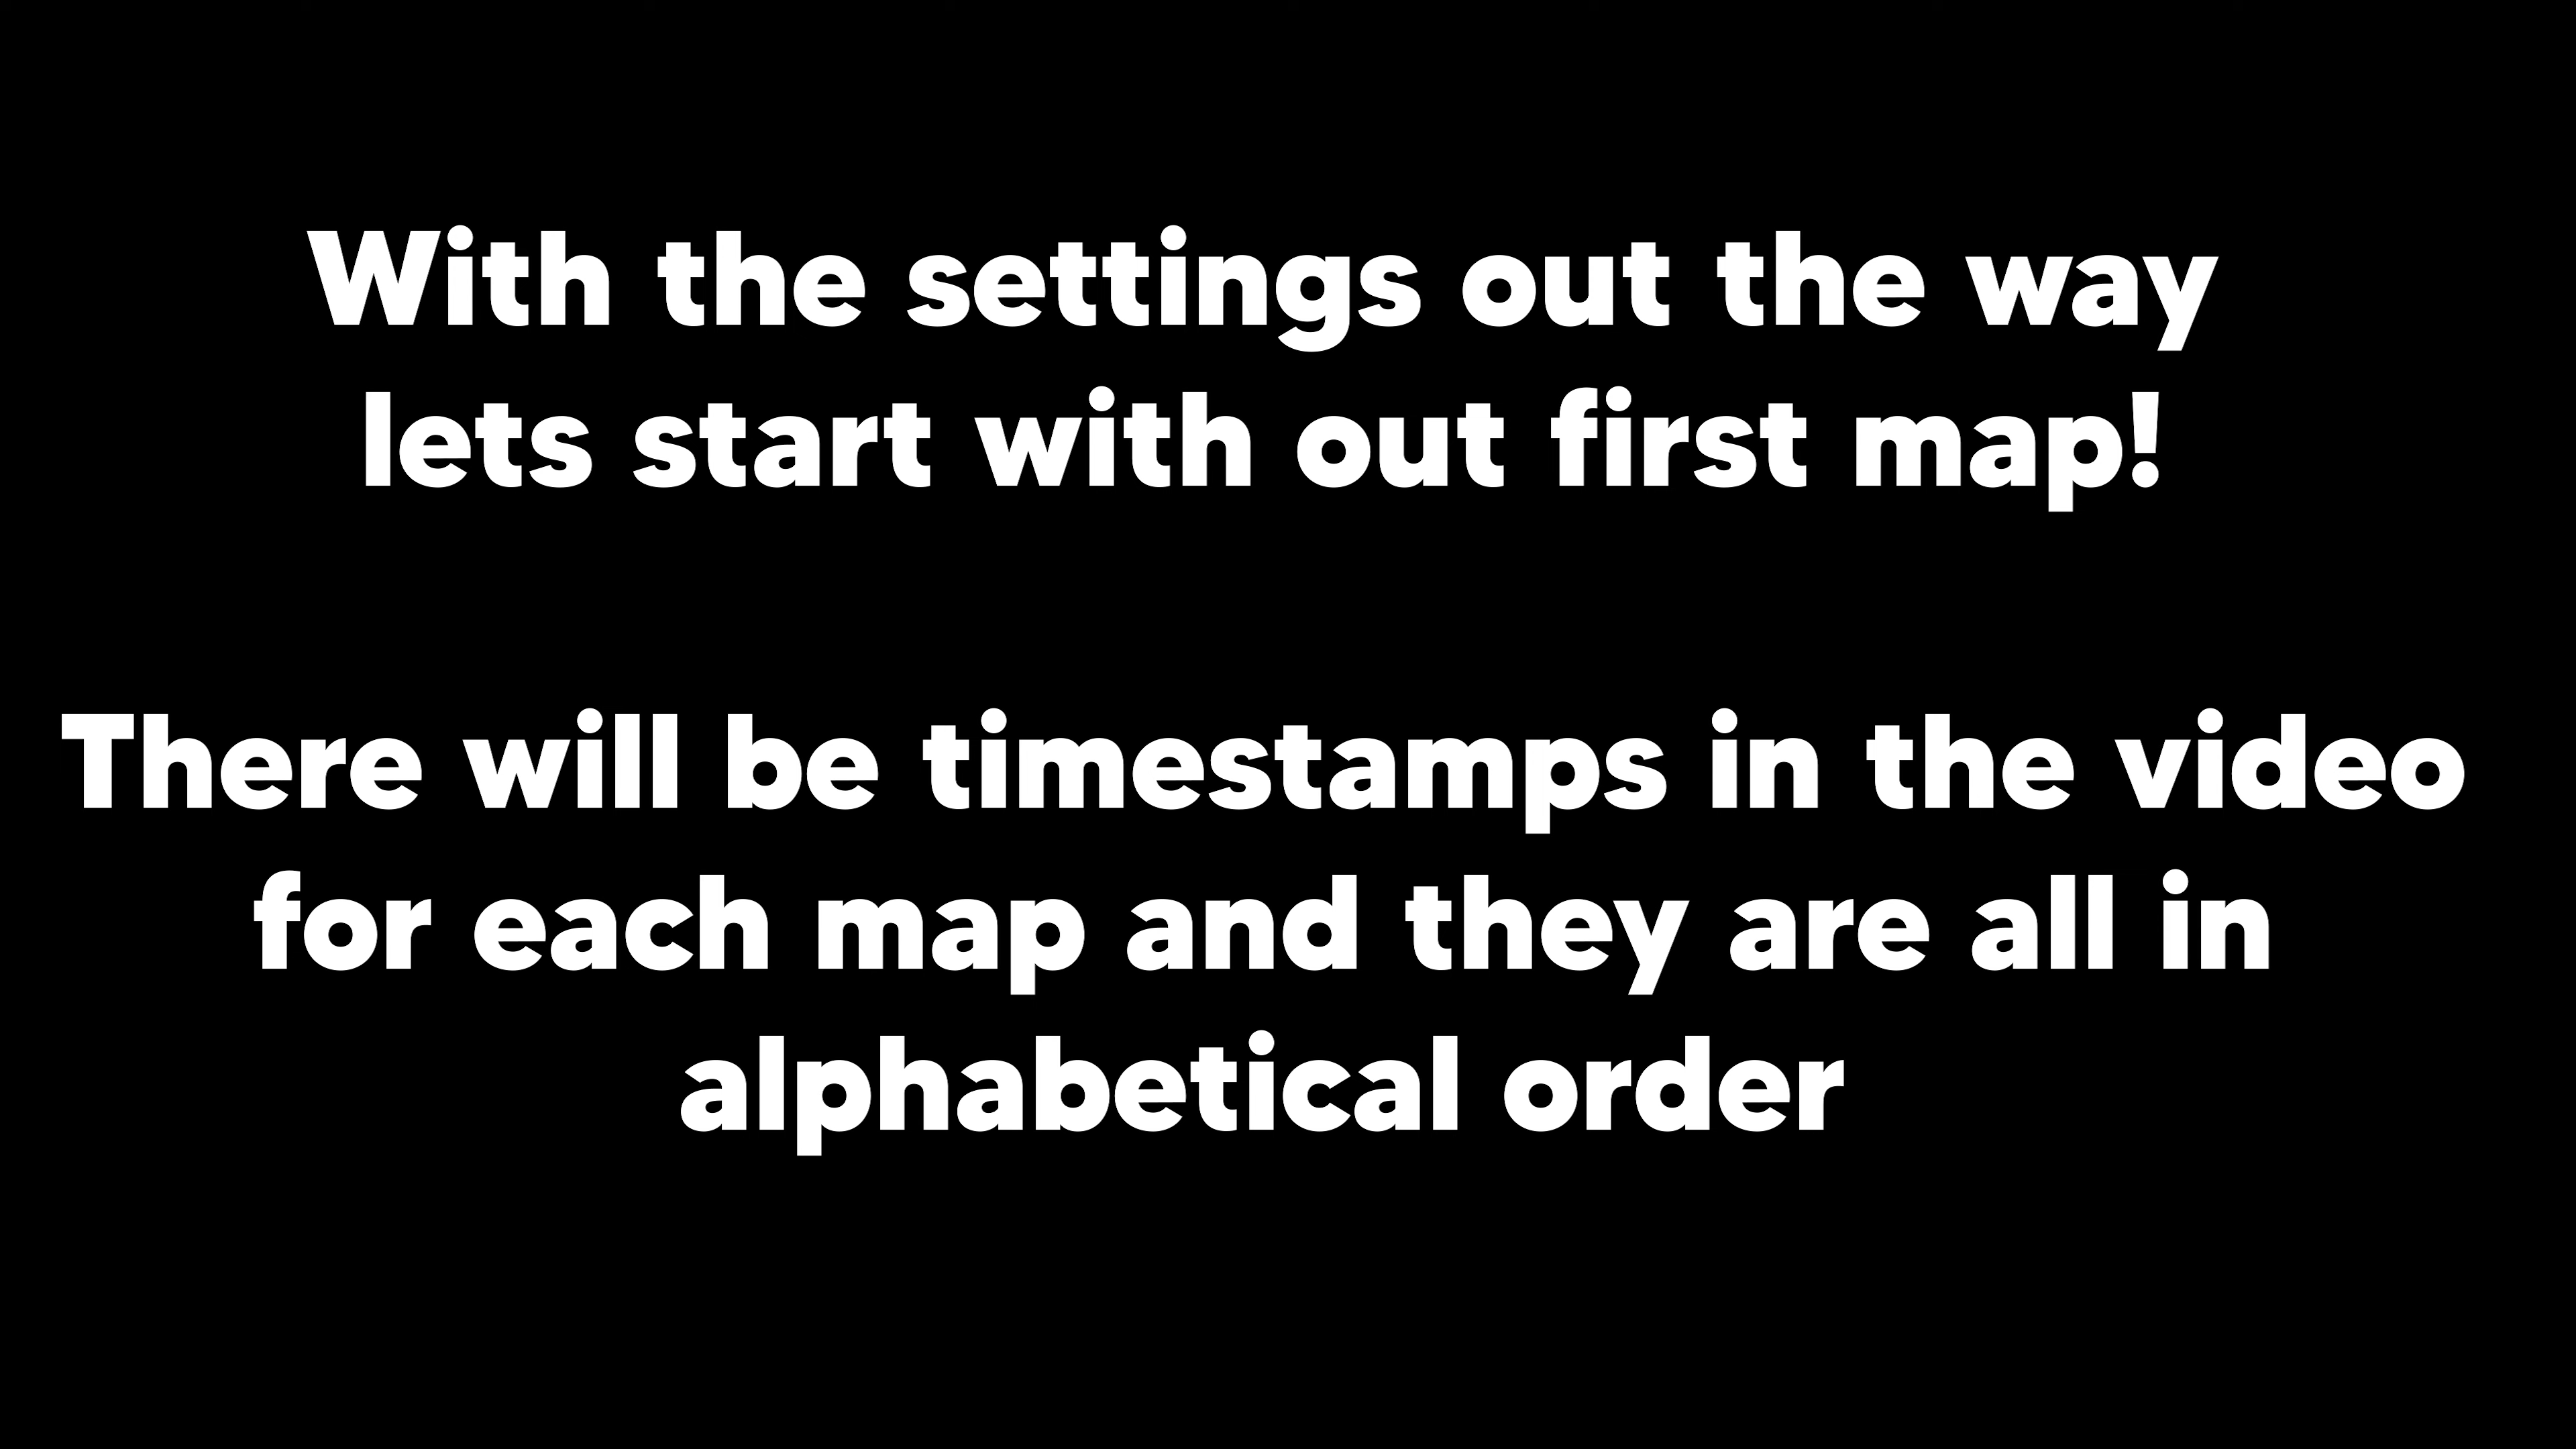 With the settings out the way
lets start with out first map!
There will be timestamps in the video
for each map and they are all in
alphabetical order